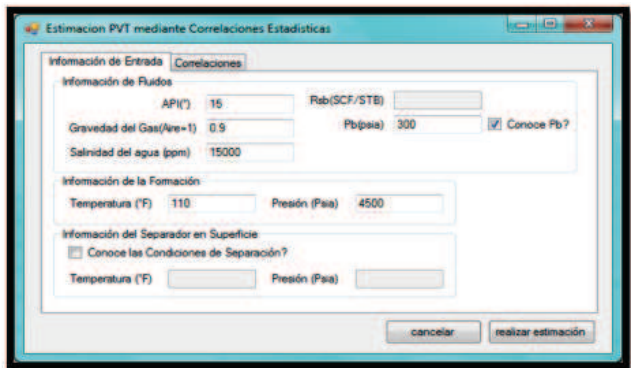 Estimacion PVT mediante Correlaciones Estadisticas
Información de Entrada Correlaciones
Información de Fluidos
API(°) 15 Rsb(SCF/STB)
Gravedad del Gas(Aire=1) 0.9 Pb(psia) 300 Conoce Pb?
Salinidad del agua (ppm) 15000
Información de la Formación
Temperatura (°F) 110 Presión (Psia) 4500
Información del Separador en Superficie
Conoce las Condiciones de Separación?
Temperatura (°F) Presión (Psia)
cancelar realizar estimación